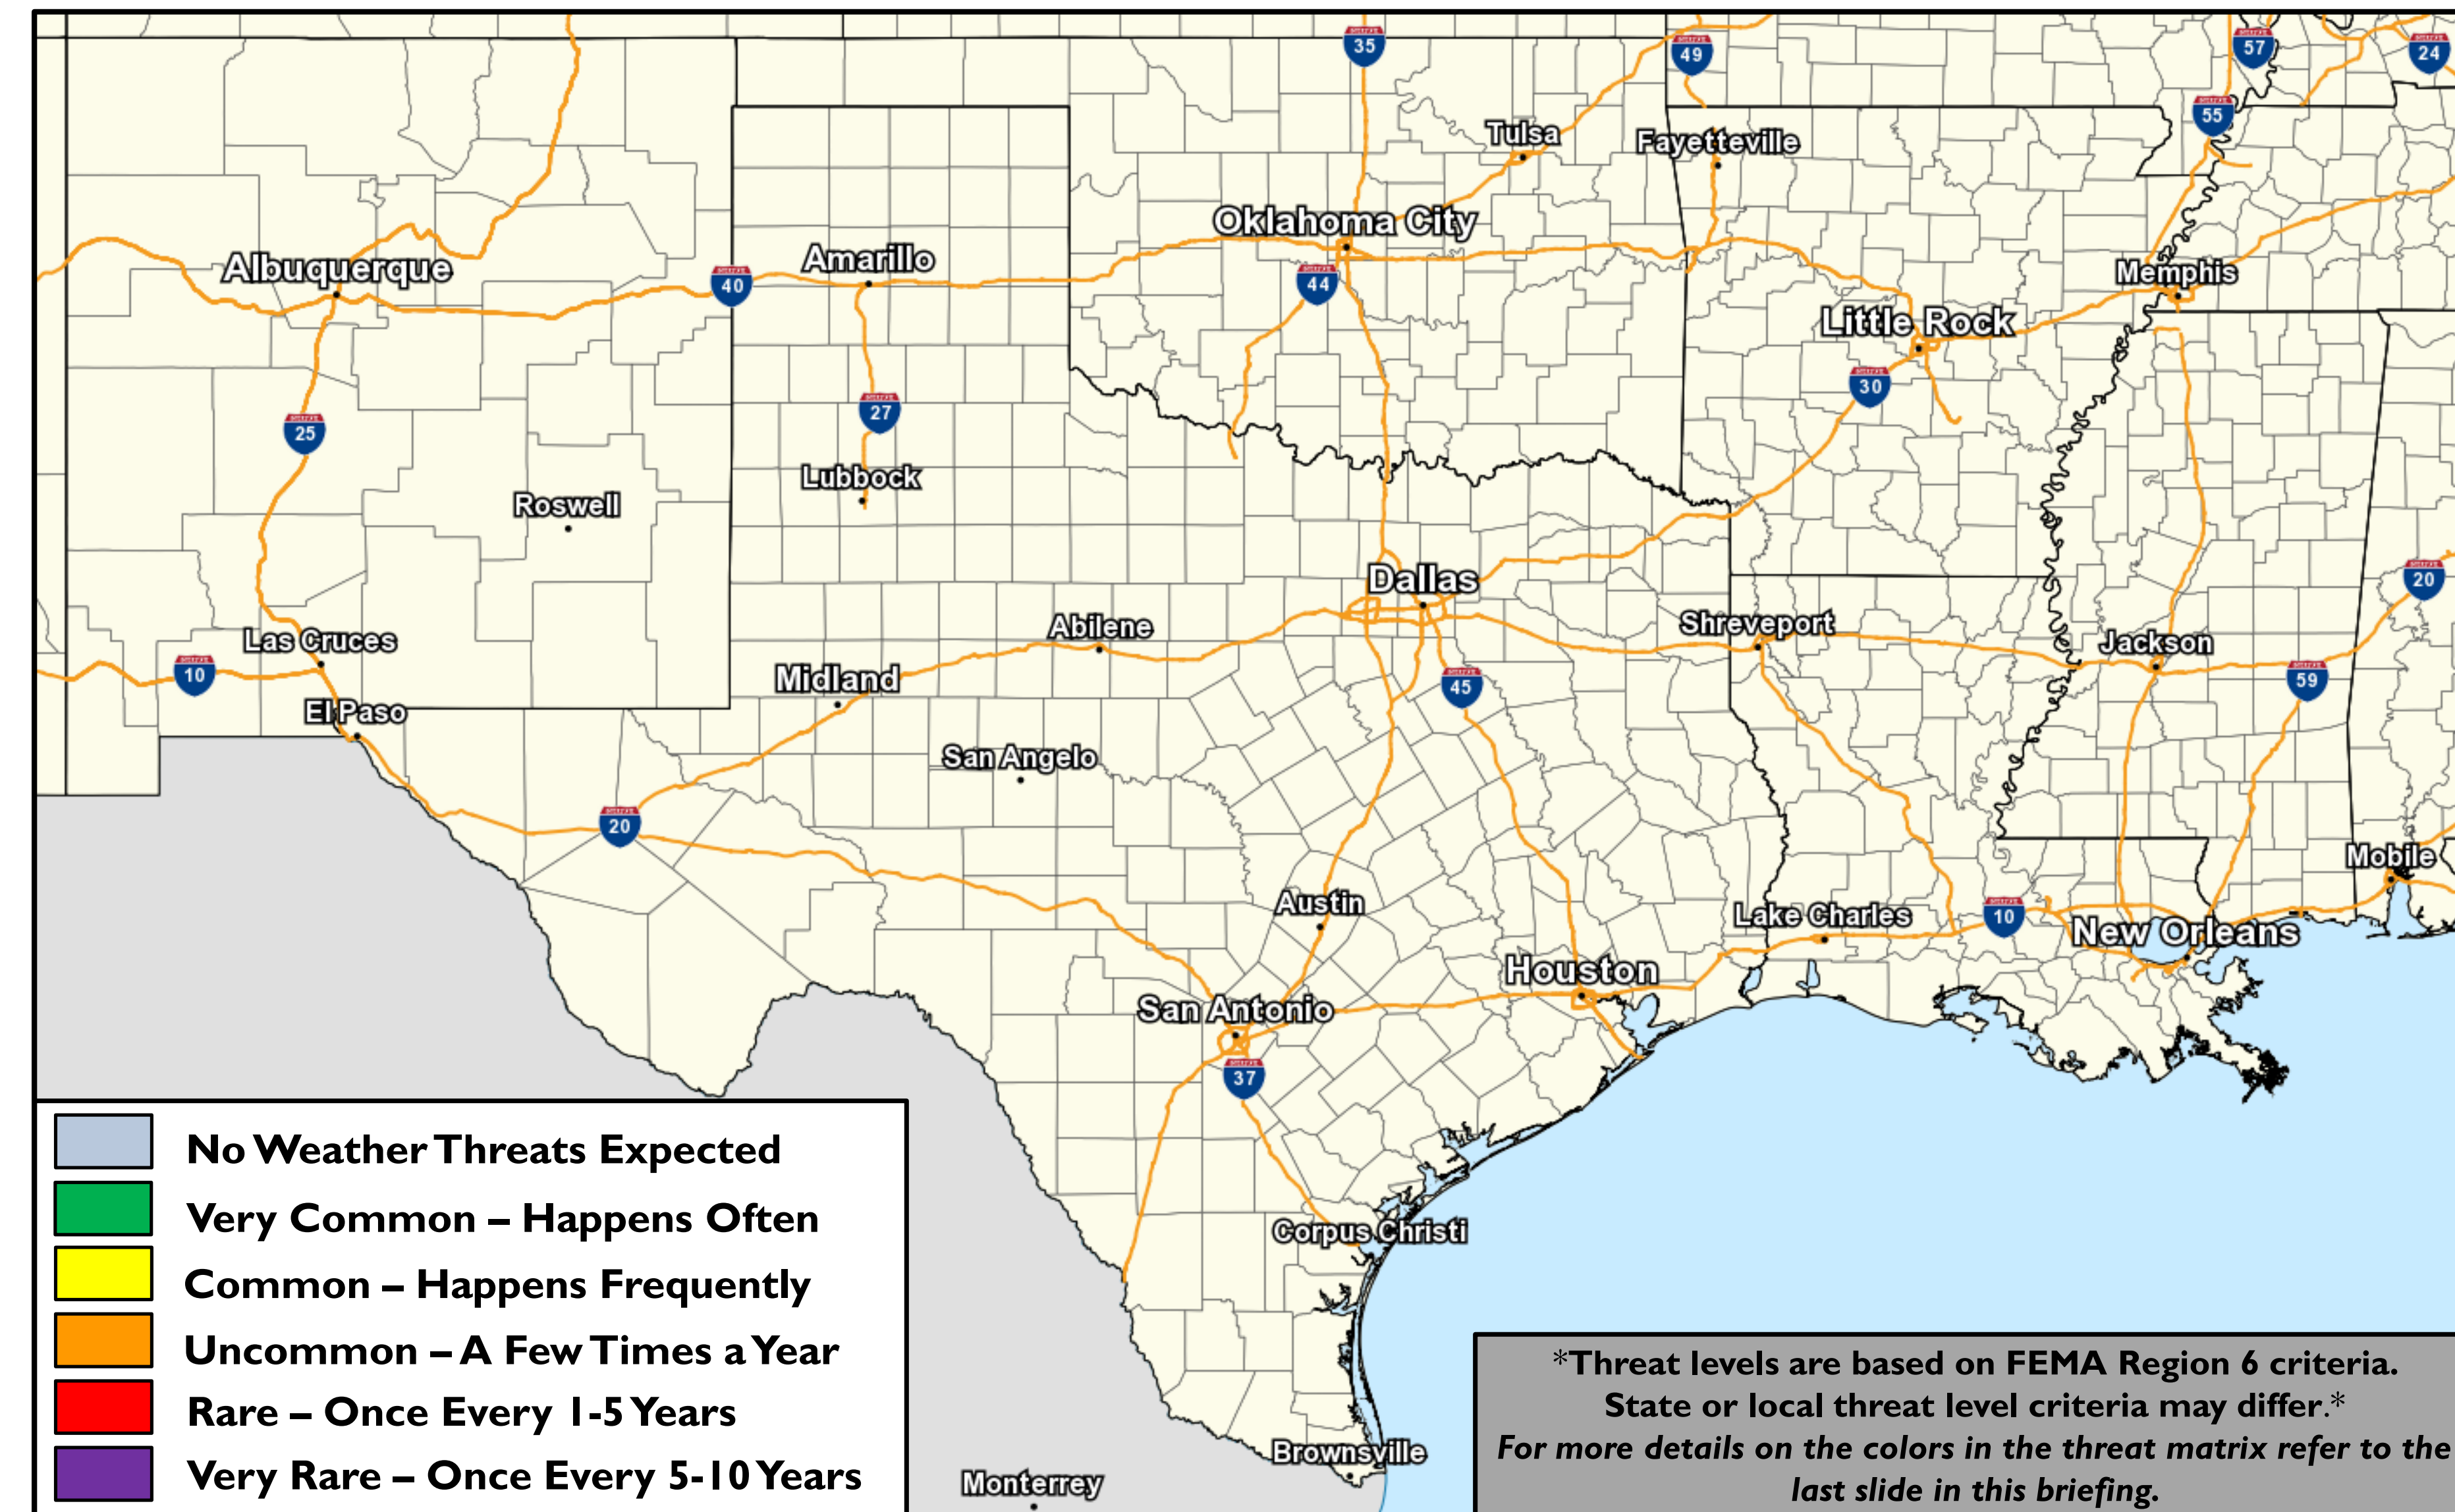 35
49
57
24
55
Tulsa
Fayetteville
Oklahoma City
Albuquerque
Amarillo
40
44
Memphis
Little Rock
30
27
25
Lubbock
Roswell
Dallas
20
Abilene
Shreveport
Las Cruces
Jackson
10
Midland
45
59
El Paso
San Angelo
20
Mobile
Austin
Lake Charles
10
New Orleans
Houston
San Antonio
37
Corpus Christi
Brownsville
Monterrey
No Weather Threats Expected
Very Common – Happens Often
Common – Happens Frequently
Uncommon – A Few Times a Year
Rare – Once Every 1-5 Years
Very Rare – Once Every 5-10 Years
*Threat levels are based on FEMA Region 6 criteria.
State or local threat level criteria may differ.*
For more details on the colors in the threat matrix refer to the
last slide in this briefing.